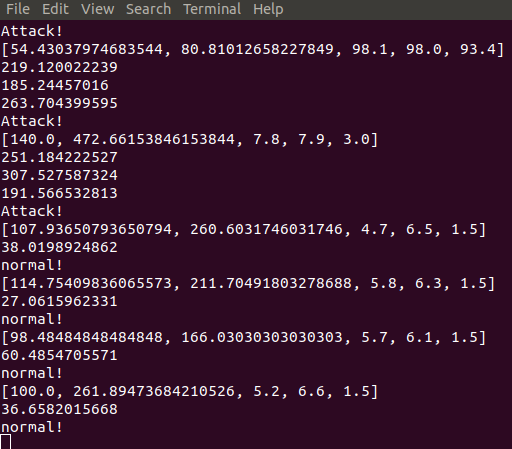 File Edit View Search Terminal Help
Attack!
[54.43037974683544, 80.81012658227849, 98.1, 98.0, 93.4]
219.120022239
185.24457016
263.704399595
Attack!
[140.0, 472.66153846153844, 7.8, 7.9, 3.0]
251.184222527
307.527587324
191.566532813
Attack!
[107.93650793650794, 260.6031746031746, 4.7, 6.5, 1.5]
38.0198924862
normal!
[114.75409836065573, 211.70491803278688, 5.8, 6.3, 1.5]
27.0615962331
normal!
[98.48484848484848, 166.03030303030303, 5.7, 6.1, 1.5]
60.4854705571
normal!
[100.0, 261.89473684210526, 5.2, 6.6, 1.5]
36.6582015668
normal!